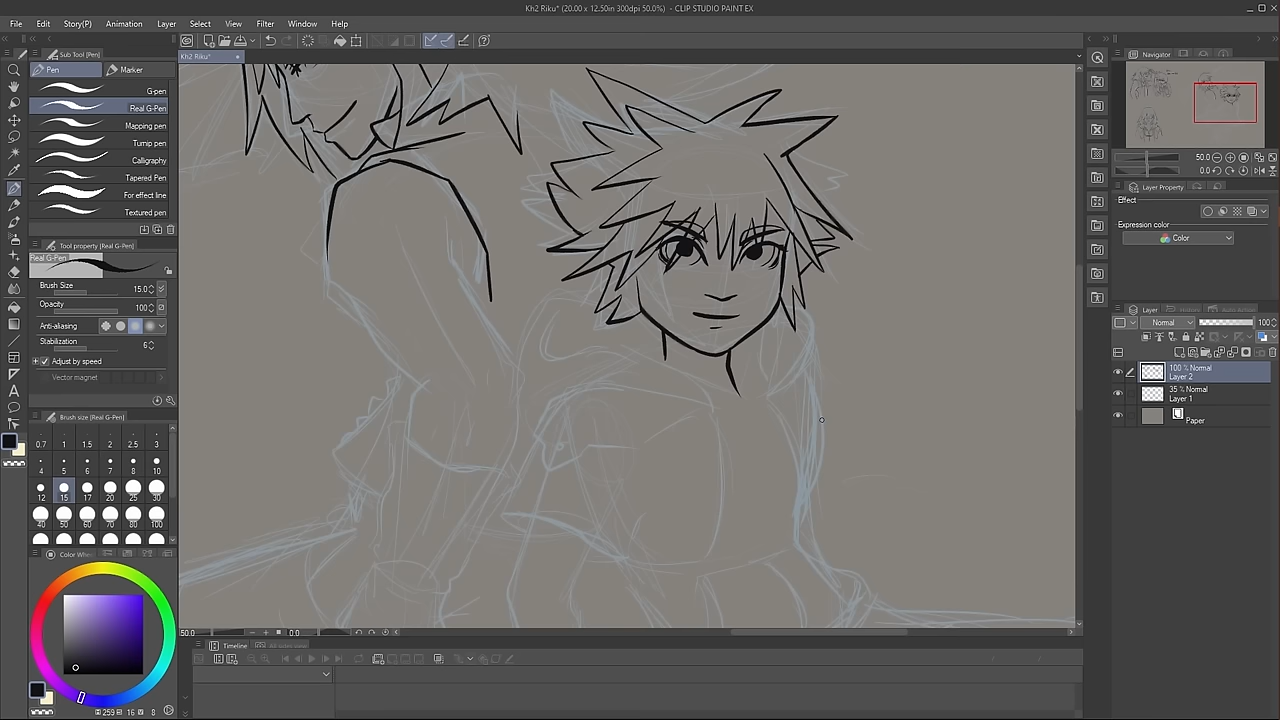 Kh2 Riku* (20.00 x 12.50in 300dpi 50.0%) - CLIP STUDIO PAINT EX
File Edit Story(P) Animation Layer Select View Filter Window Help
Sub Tool [Pen]
Kh2 Riku*
Navigator
Pen Marker
G-pen
Real G-Pen
Mapping pen
Turnip pen
Calligraphy
Tapered Pen
For effect line
Textured pen
Tool property [Real G-Pen]
Real G-Pen
Brush Size 15.0
Opacity 100
Anti-aliasing
Stabilization 6
Adjust by speed
Vector magnet
Brush size [Real G-Pen]
0.7 1 1.5 2 2.5 3
4 5 6 7 8 10
12 15 17 20 25 30
40 50 60 70 80 100
Color Whe
259 16 8
50.0
0.0
Layer Property
Effect
Expression color
Color
Layer
Normal 100
100 % Normal
Layer 2
35 % Normal
Layer 1
Paper
50.0 0.0
Timeline